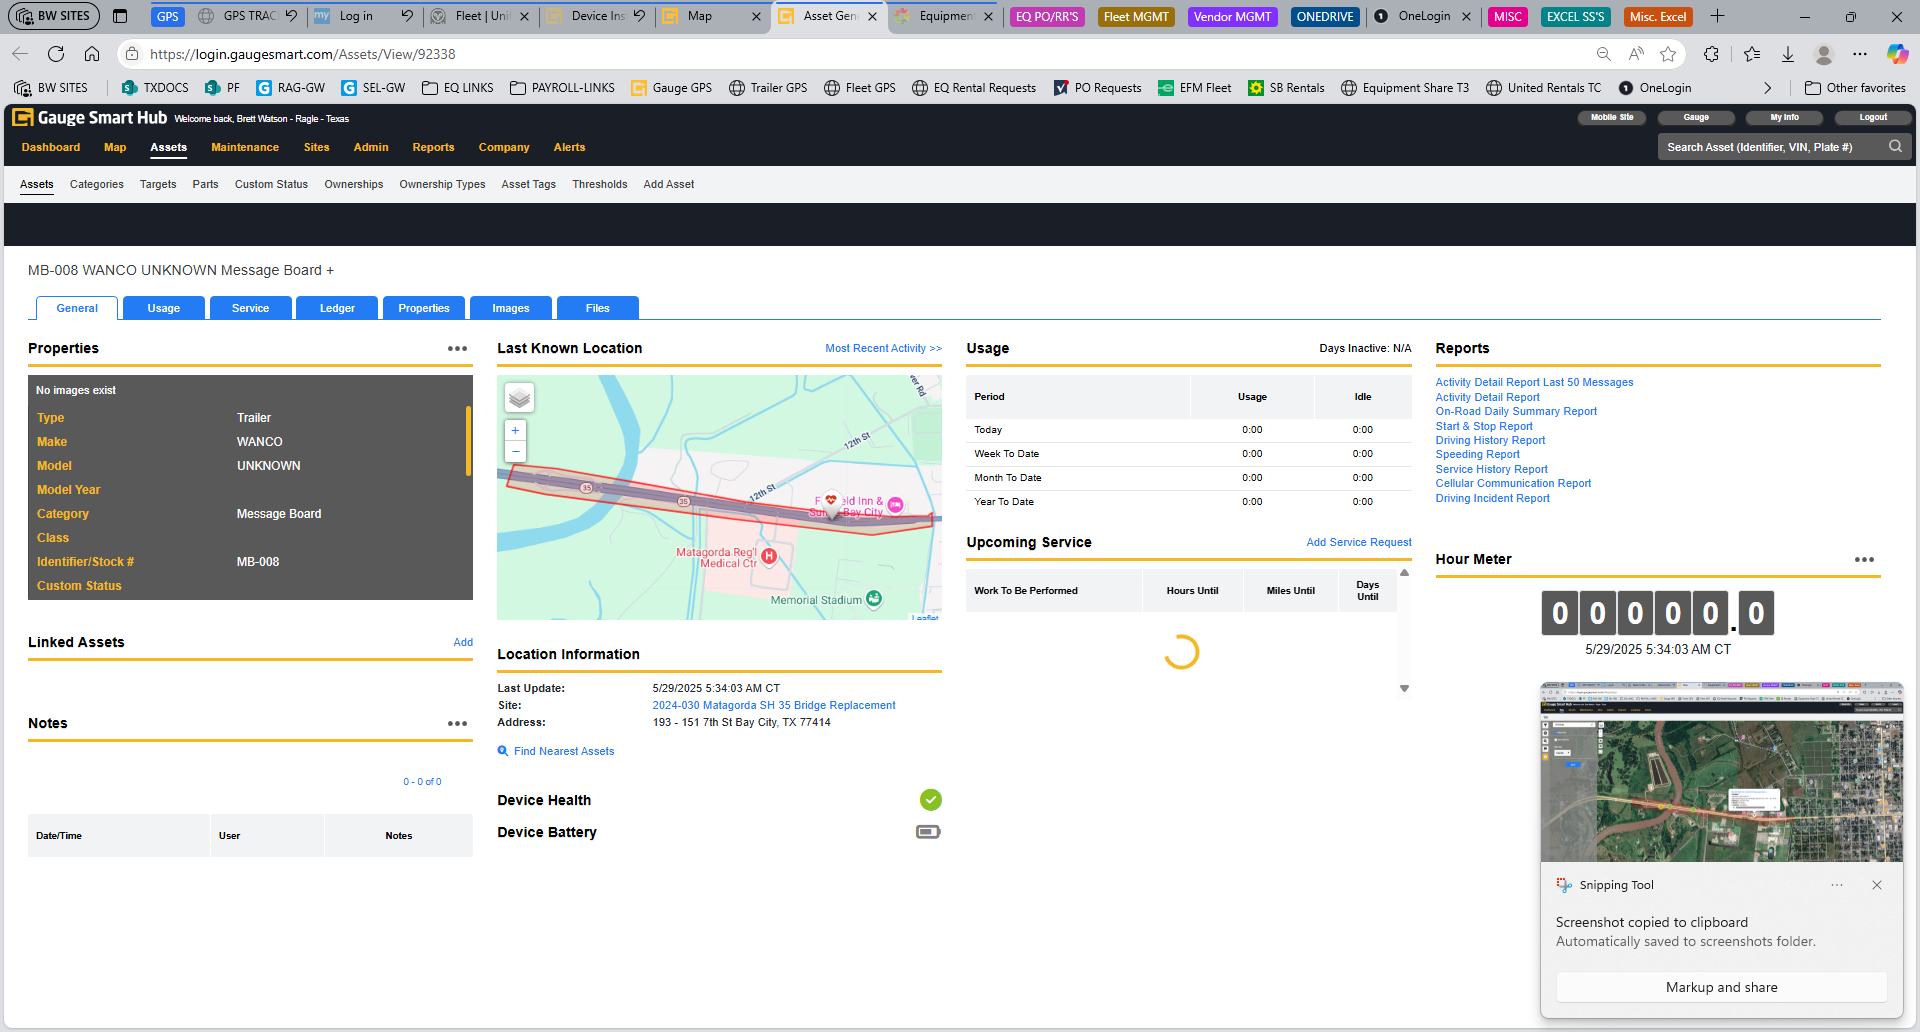 BW SITES
GPS
GPS TRAC
my
Log in
Fleet | Uni
Device Ins
Map
Asset Gen
Equipmen
EQ PO/RR'S
Fleet MGMT
Vendor MGMT
ONEDRIVE
OneLogin
MISC
EXCEL SS'S
Misc. Excel
https://login.gaugesmart.com/Assets/View/92338
BW SITES
TXDOCS
PF
RAG-GW
SEL-GW
EQ LINKS
PAYROLL-LINKS
Gauge GPS
Trailer GPS
Fleet GPS
EQ Rental Requests
PO Requests
EFM Fleet
SB Rentals
Equipment Share T3
United Rentals TC
OneLogin
Other favorites
Gauge Smart Hub Welcome back, Brett Watson - Ragle - Texas
Mobile Site
Gauge
My Info
Logout
Dashboard
Map
Assets
Maintenance
Sites
Admin
Reports
Company
Alerts
Search Asset (Identifier, VIN, Plate #)
Assets
Categories
Targets
Parts
Custom Status
Ownerships
Ownership Types
Asset Tags
Thresholds
Add Asset
MB-008 WANCO UNKNOWN Message Board +
General
Usage
Service
Ledger
Properties
Images
Files
Properties
No images exist
Type Trailer
Make WANCO
Model UNKNOWN
Model Year
Category Message Board
Class
Identifier/Stock # MB-008
Custom Status
Linked Assets
Add
Notes
0 - 0 of 0
Date/Time User Notes
Last Known Location
Most Recent Activity >>
+
−
ver Rd
12th St
12th St
35
35
Fairfield Inn &
Suites Bay City
Matagorda Reg'l
Medical Ctr
H
Memorial Stadium
Leaflet
Location Information
Last Update: 5/29/2025 5:34:03 AM CT
Site: 2024-030 Matagorda SH 35 Bridge Replacement
Address: 193 - 151 7th St Bay City, TX 77414
Find Nearest Assets
Device Health
Device Battery
Usage
Days Inactive: N/A
Period Usage Idle
Today 0:00 0:00
Week To Date 0:00 0:00
Month To Date 0:00 0:00
Year To Date 0:00 0:00
Upcoming Service
Add Service Request
Work To Be Performed Hours Until Miles Until Days Until
Reports
Activity Detail Report Last 50 Messages
Activity Detail Report
On-Road Daily Summary Report
Start & Stop Report
Driving History Report
Speeding Report
Service History Report
Cellular Communication Report
Driving Incident Report
Hour Meter
00000.0
5/29/2025 5:34:03 AM CT
Snipping Tool
Screenshot copied to clipboard
Automatically saved to screenshots folder.
Markup and share